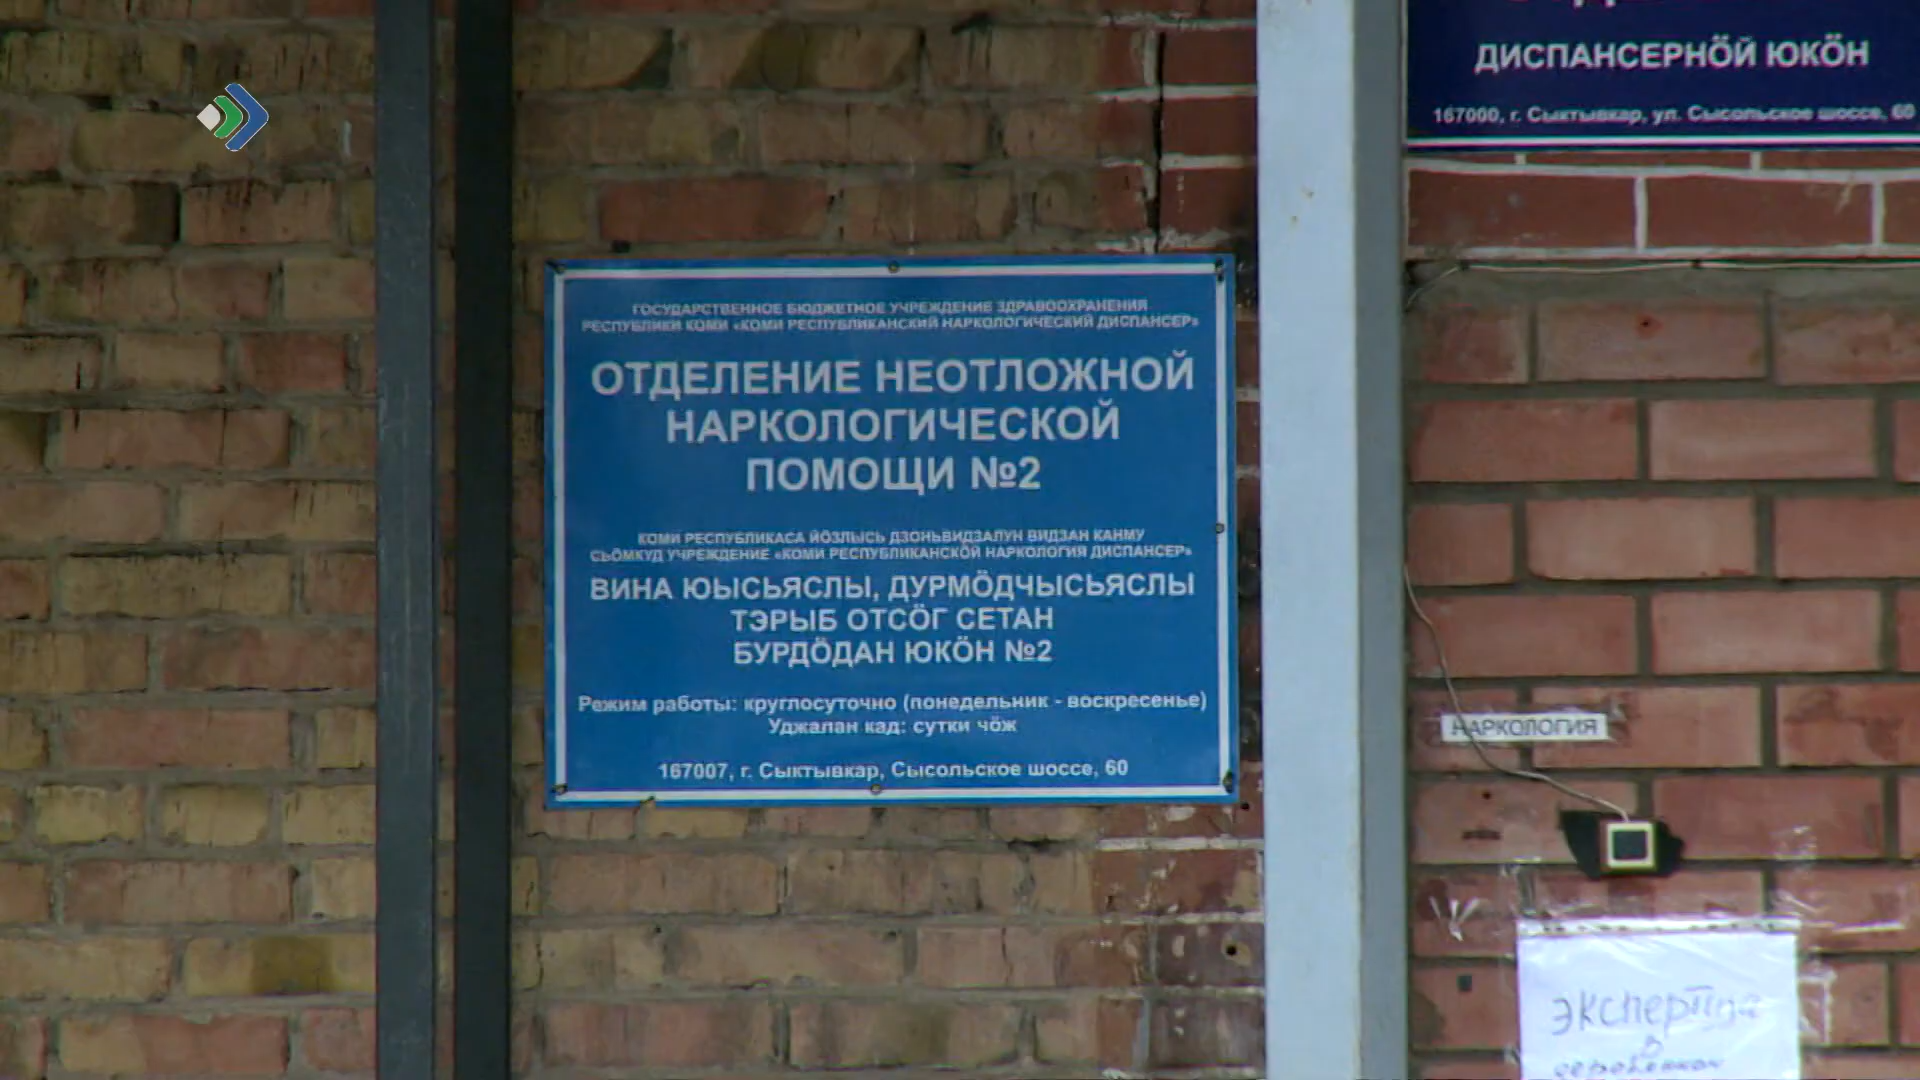 ГОСУДАРСТВЕННОЕ БЮДЖЕТНОЕ УЧРЕЖДЕНИЕ ЗДРАВООХРАНЕНИЯ
РЕСПУБЛИКИ КОМИ «КОМИ РЕСПУБЛИКАНСКИЙ НАРКОЛОГИЧЕСКИЙ ДИСПАНСЕР»
ОТДЕЛЕНИЕ НЕОТЛОЖНОЙ
НАРКОЛОГИЧЕСКОЙ
ПОМОЩИ №2
КОМИ РЕСПУБЛИКАСА ЙӦЗЛЫСЬ ДЗОНЬВИДЗАЛУН ВИДЗАН КАНМУ
СЬӦМКУД УЧРЕЖДЕНИЕ «КОМИ РЕСПУБЛИКАНСКӦЙ НАРКОЛОГИЯ ДИСПАНСЕР»
ВИНА ЮЫСЬЯСЛЫ, ДУРМӦДЧЫСЬЯСЛЫ
ТЭРЫБ ОТСӦГ СЕТАН
БУРДӦДАН ЮКӦН №2
Режим работы: круглосуточно (понедельник - воскресенье)
Уджалан кад: сутки чӧж
167007, г. Сыктывкар, Сысольское шоссе, 60
ДИСПАНСЕРНӦЙ ЮКӦН
167000, г. Сыктывкар, ул. Сысольское шоссе, 60
НАРКОЛОГИЯ
экспертиза
в